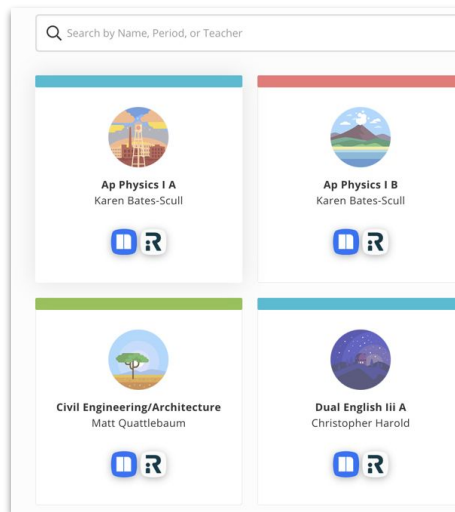 Search by Name, Period, or Teacher
Ap Physics I A
Karen Bates-Scull
Ap Physics I B
Karen Bates-Scull
Civil Engineering/Architecture
Matt Quattlebaum
Dual English Iii A
Christopher Harold